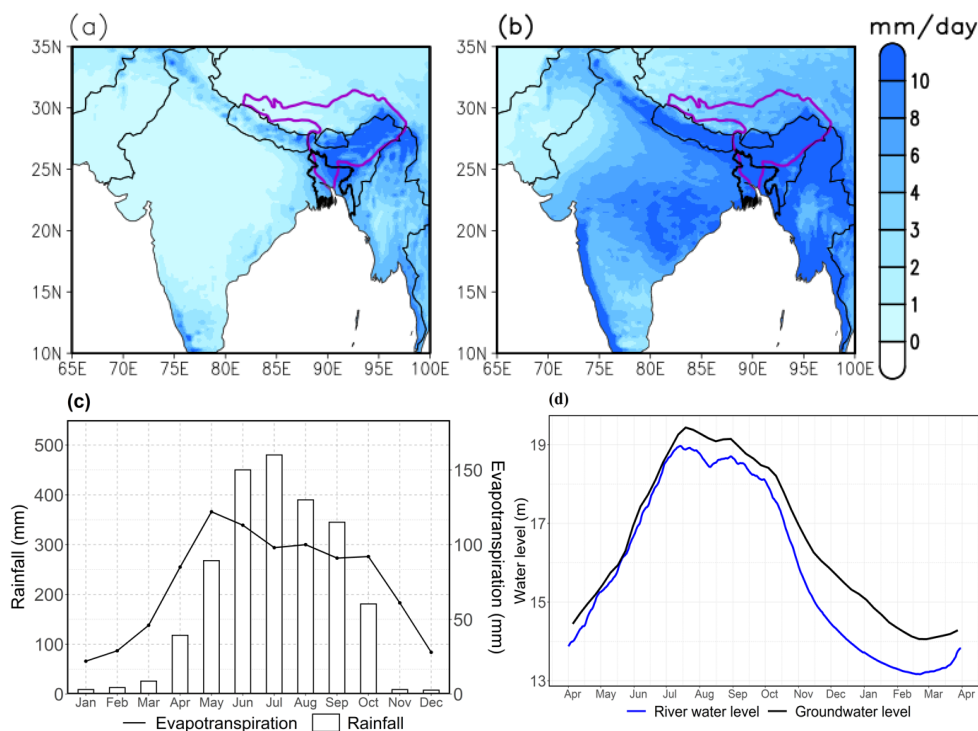 (a)
(b)
mm/day
35N
30N
25N
20N
15N
10N
65E 70E 75E 80E 85E 90E 95E 100E
35N
30N
25N
20N
15N
10N
65E 70E 75E 80E 85E 90E 95E 100E
10
8
6
4
3
2
1
0
(c)
Rainfall (mm)
500
400
300
200
100
0
Evapotranspiration (mm)
150
100
50
0
Jan Feb Mar Apr May Jun Jul Aug Sep Oct Nov Dec
Evapotranspiration Rainfall
(d)
Water level (m)
19
17
15
13
Apr May Jun Jul Aug Sep Oct Nov Dec Jan Feb Mar Apr
River water level Groundwater level